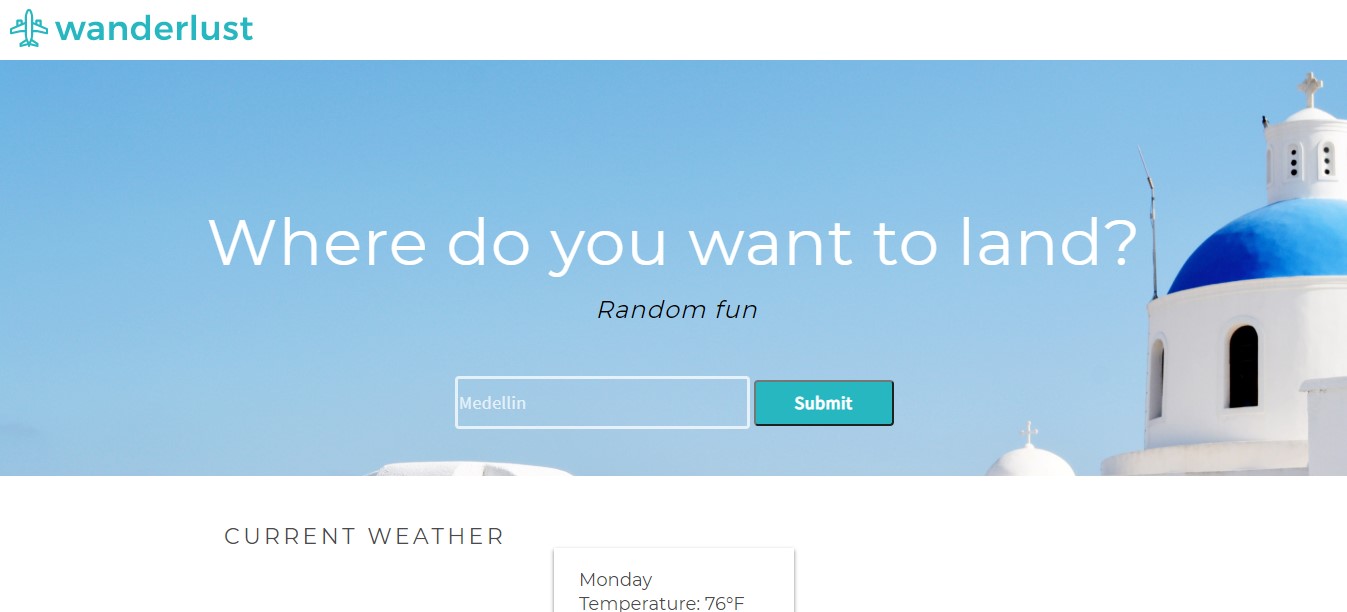 wanderlust
Where do you want to land?
Random fun
Medellin
Submit
CURRENT WEATHER
Monday
Temperature: 76°F